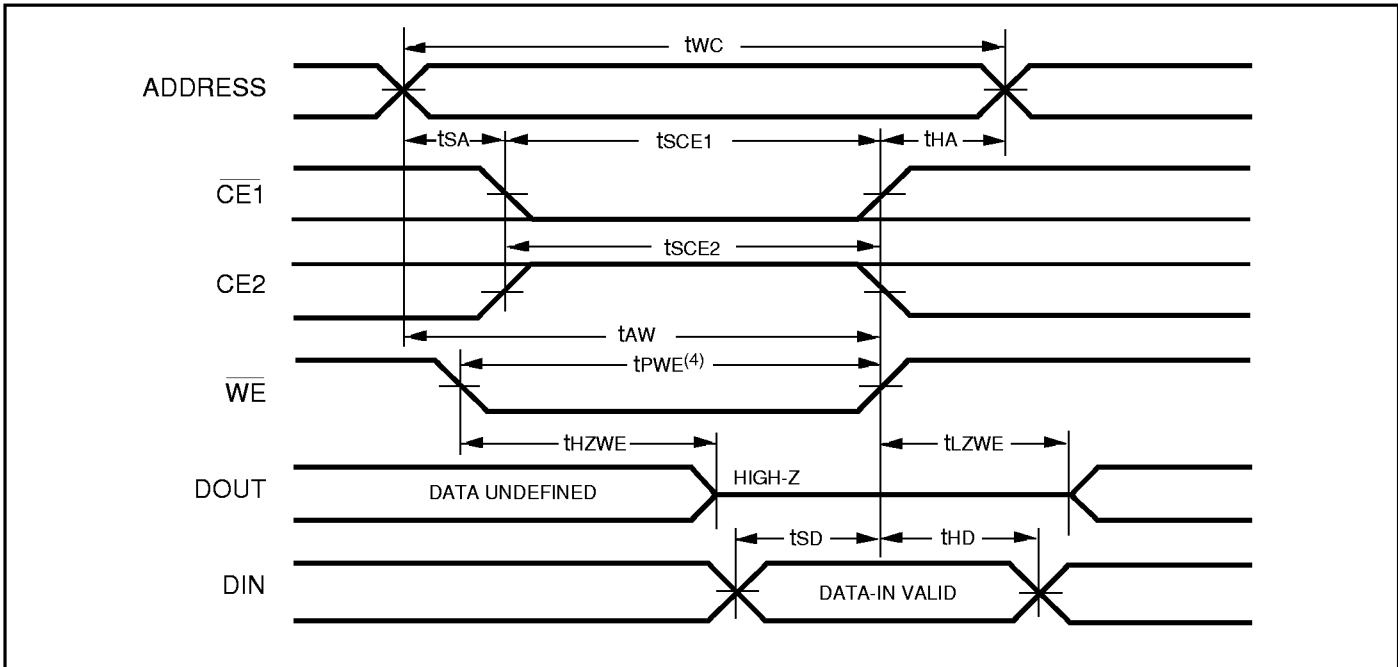 tWC
ADDRESS
tSA tSCE1 tHA
CE1
tSCE2
CE2
tAW
tPWE(4)
WE
tHZWE tLZWE
DOUT DATA UNDEFINED HIGH-Z
tSD tHD
DIN DATA-IN VALID